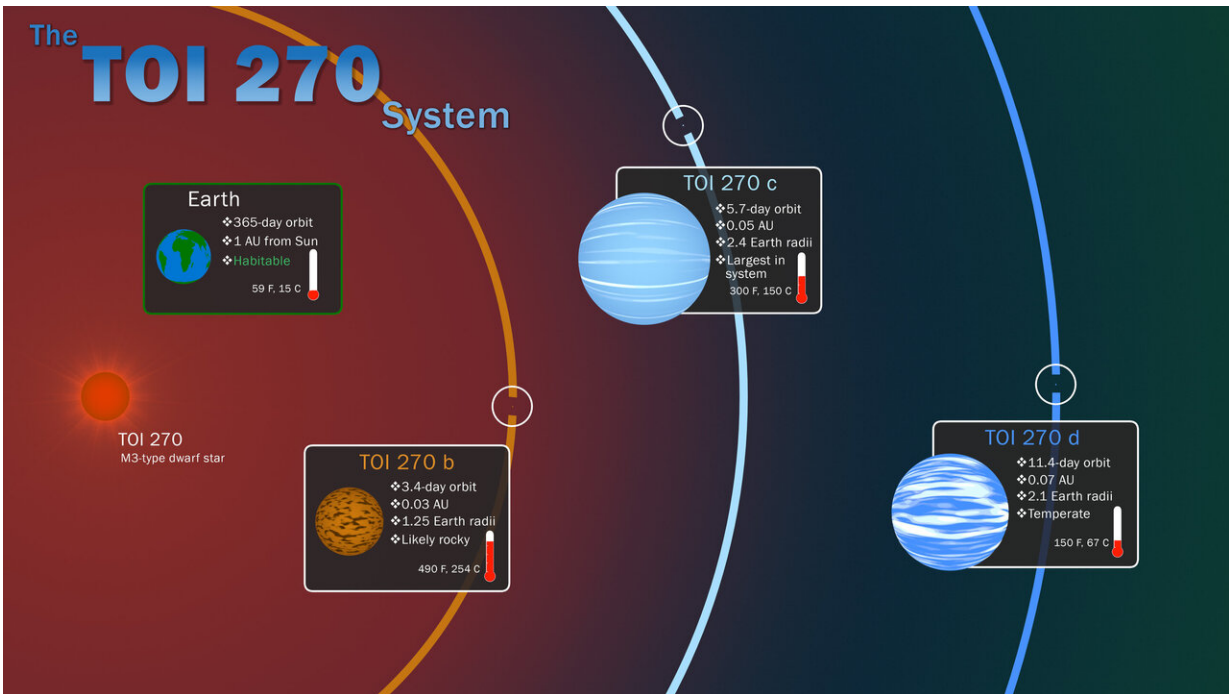 The
TOI 270
System
Earth
❖365-day orbit
❖1 AU from Sun
❖Habitable
59 F, 15 C
TOI 270
M3-type dwarf star
TOI 270 b
❖3.4-day orbit
❖0.03 AU
❖1.25 Earth radii
❖Likely rocky
490 F, 254 C
TOI 270 c
❖5.7-day orbit
❖0.05 AU
❖2.4 Earth radii
❖Largest in
system
300 F, 150 C
TOI 270 d
❖11.4-day orbit
❖0.07 AU
❖2.1 Earth radii
❖Temperate
150 F, 67 C